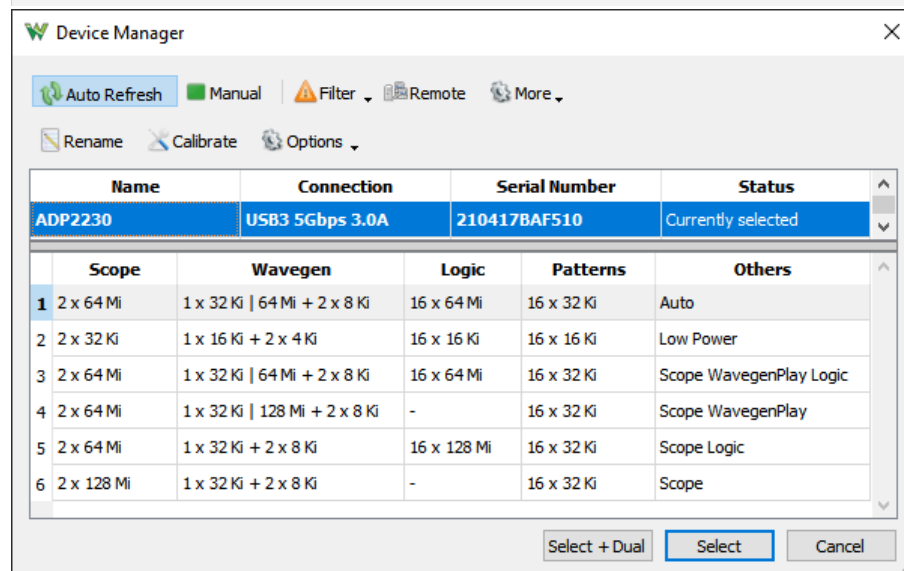 Device Manager
Auto Refresh Manual Filter Remote More
Rename Calibrate Options
Name Connection Serial Number Status
ADP2230 USB3 5Gbps 3.0A 210417BAF510 Currently selected
Scope Wavegen Logic Patterns Others
1 2 x 64 Mi 1 x 32 Ki | 64 Mi + 2 x 8 Ki 16 x 64 Mi 16 x 32 Ki Auto
2 2 x 32 Ki 1 x 16 Ki + 2 x 4 Ki 16 x 16 Ki 16 x 16 Ki Low Power
3 2 x 64 Mi 1 x 32 Ki | 64 Mi + 2 x 8 Ki 16 x 64 Mi 16 x 32 Ki Scope WavegenPlay Logic
4 2 x 64 Mi 1 x 32 Ki | 128 Mi + 2 x 8 Ki - 16 x 32 Ki Scope WavegenPlay
5 2 x 64 Mi 1 x 32 Ki + 2 x 8 Ki 16 x 128 Mi 16 x 32 Ki Scope Logic
6 2 x 128 Mi 1 x 32 Ki + 2 x 8 Ki - 16 x 32 Ki Scope
Select + Dual Select Cancel